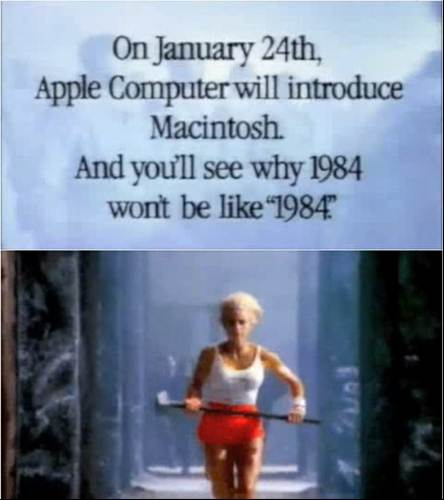 On January 24th,
Apple Computer will introduce
Macintosh.
And you'll see why 1984
won't be like “1984.”